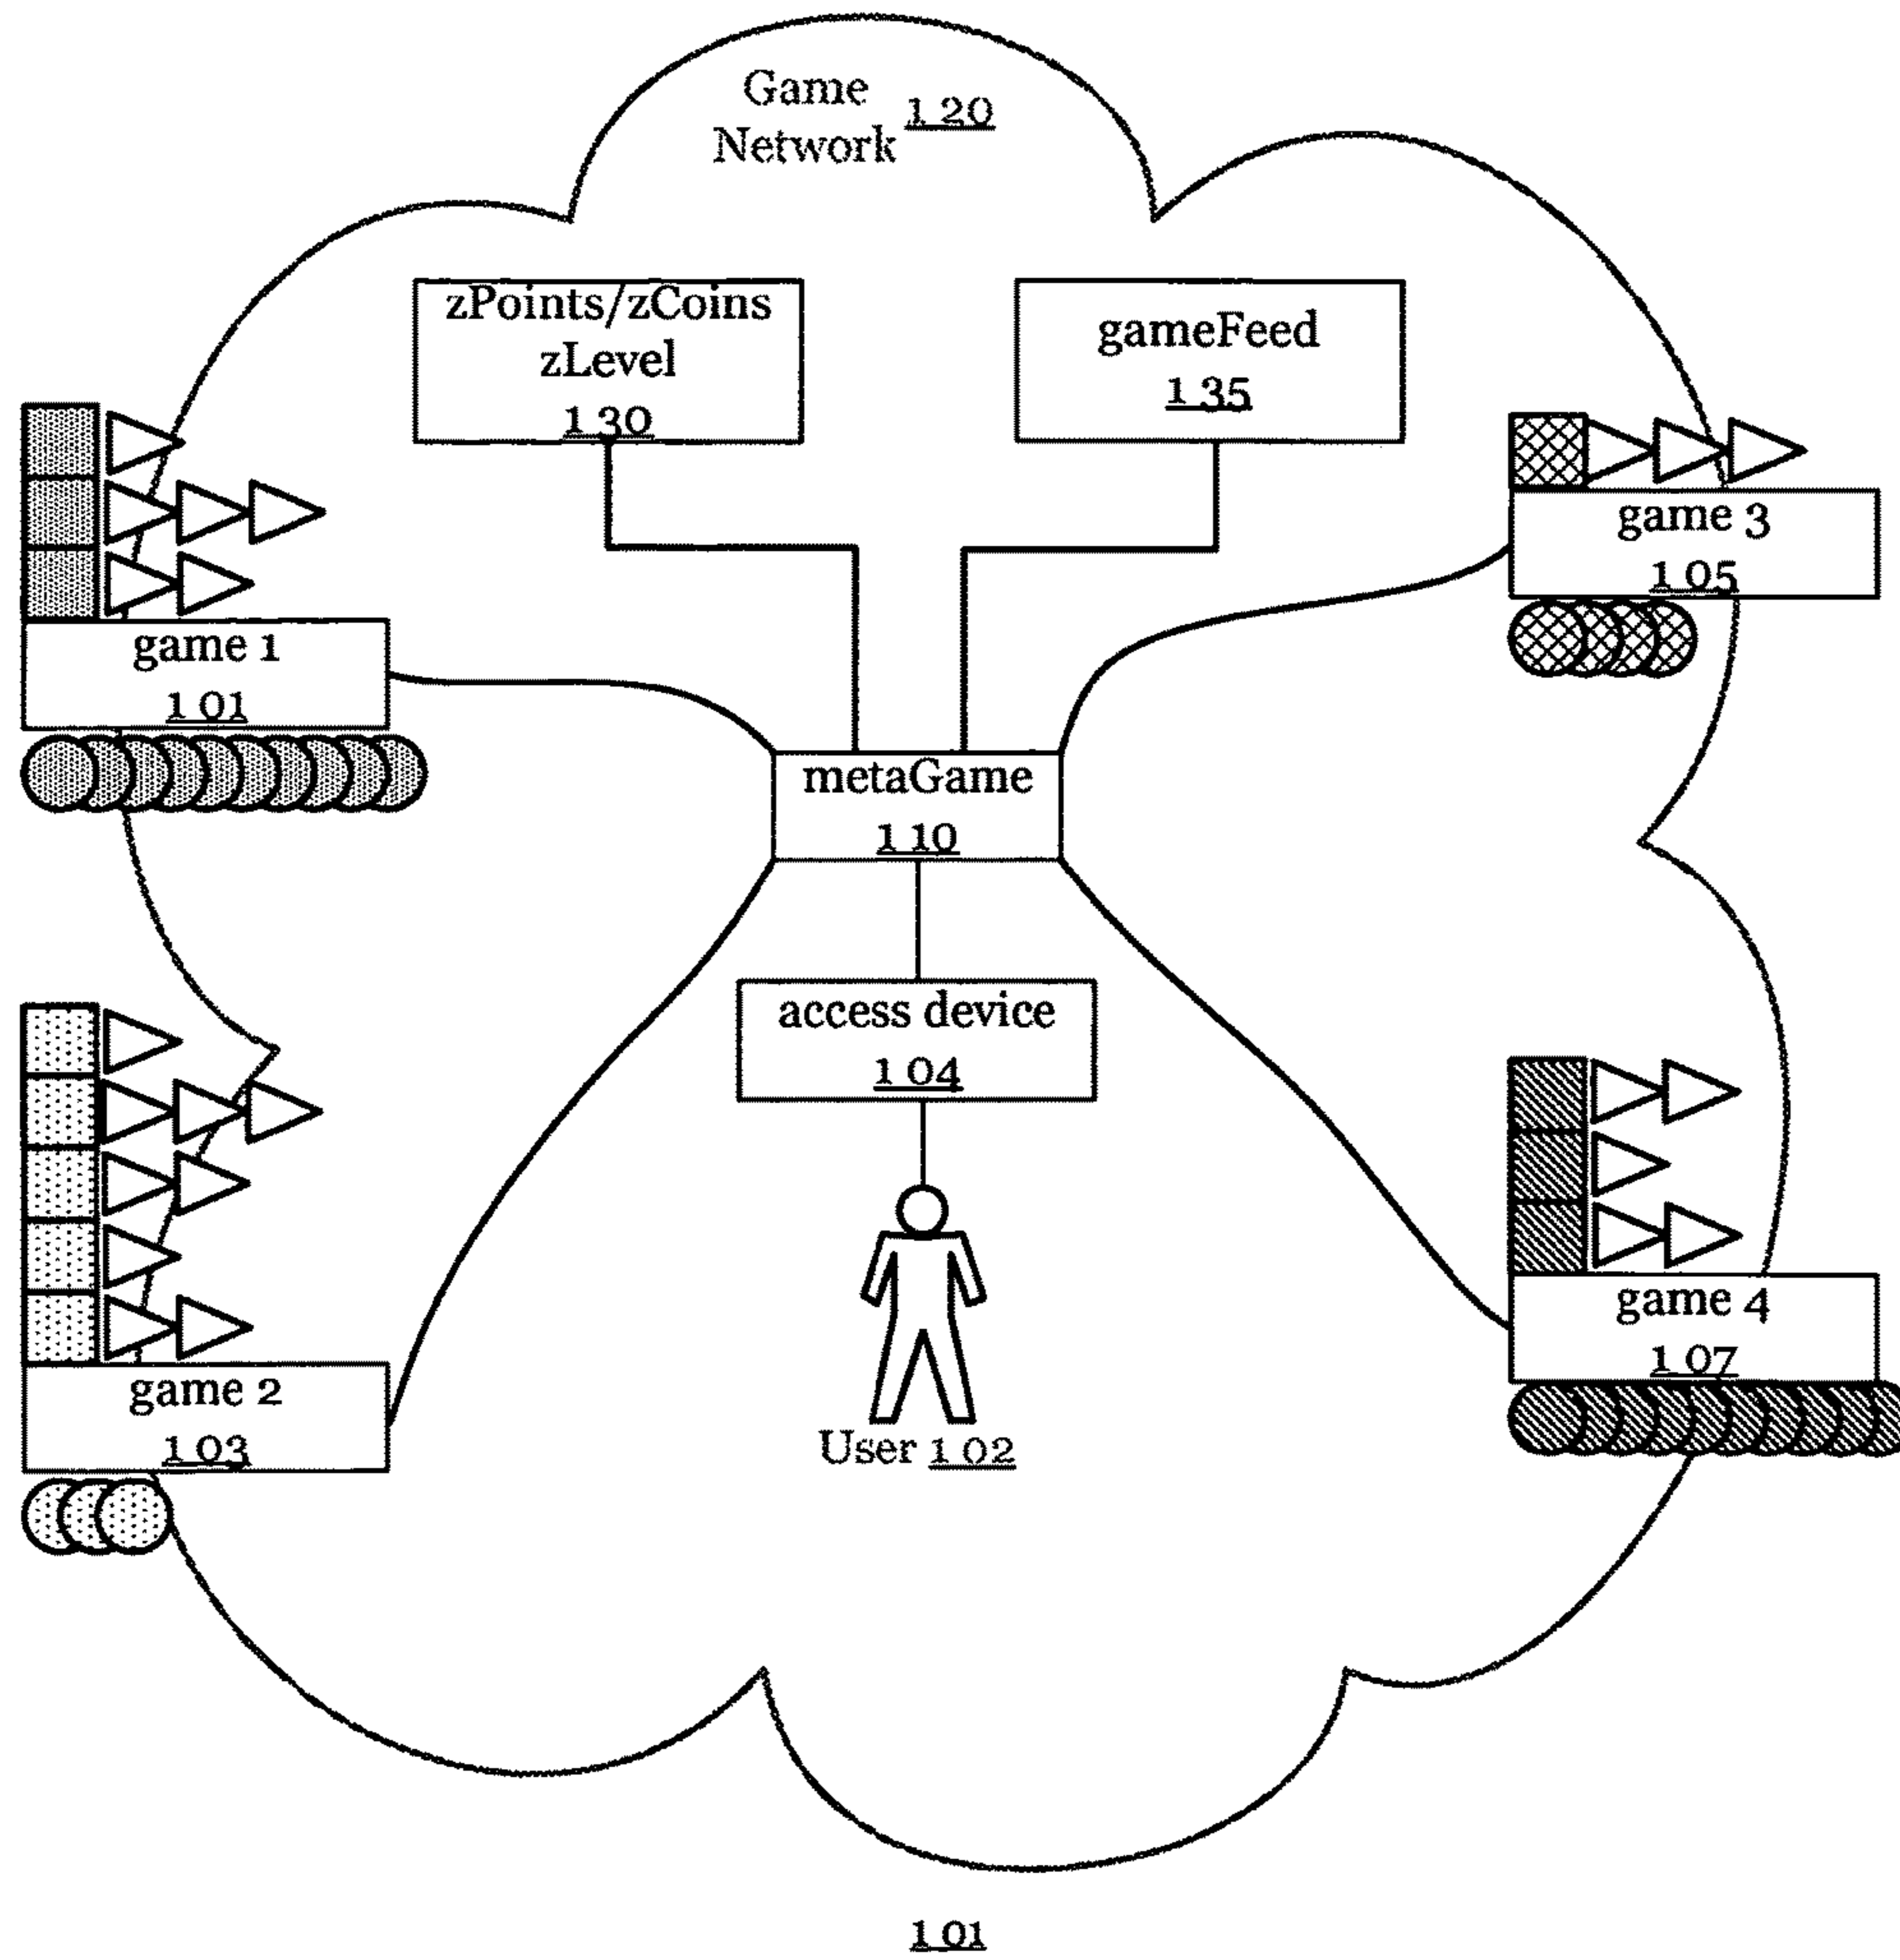 Game
Network 120
zPoints/zCoins
zLevel
130
gameFeed
135
game 3
105
game 1
101
metaGame
110
access device
104
game 4
107
game 2
103
User 102
101